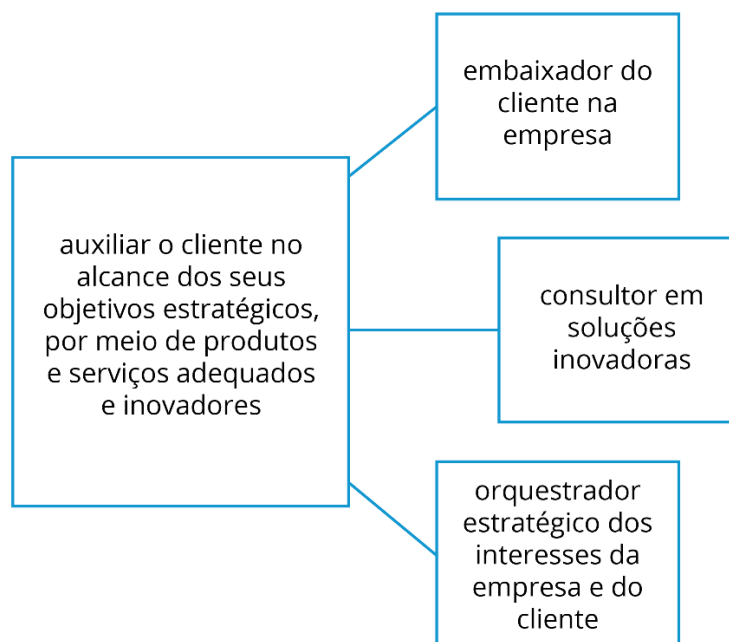 embaixador do
cliente na
empresa
auxiliar o cliente no
alcance dos seus
objetivos estratégicos,
por meio de produtos
e serviços adequados
e inovadores
consultor em
soluções
inovadoras
orquestrador
estratégico dos
interesses da
empresa e do
cliente